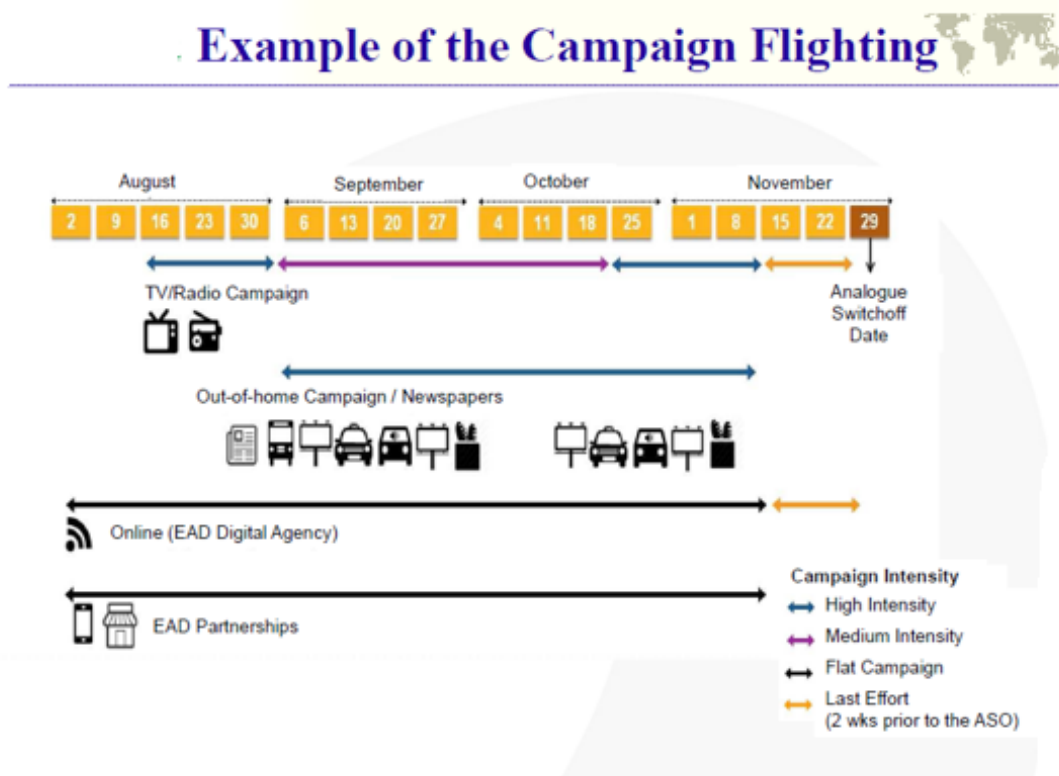 Example of the Campaign Flighting
August September October November
2 9 16 23 30 6 13 20 27 4 11 18 25 1 8 15 22 29
TV/Radio Campaign
Analogue
Switchoff
Date
Out-of-home Campaign / Newspapers
Online (EAD Digital Agency)
EAD Partnerships
Campaign Intensity
High Intensity
Medium Intensity
Flat Campaign
Last Effort
(2 wks prior to the ASO)